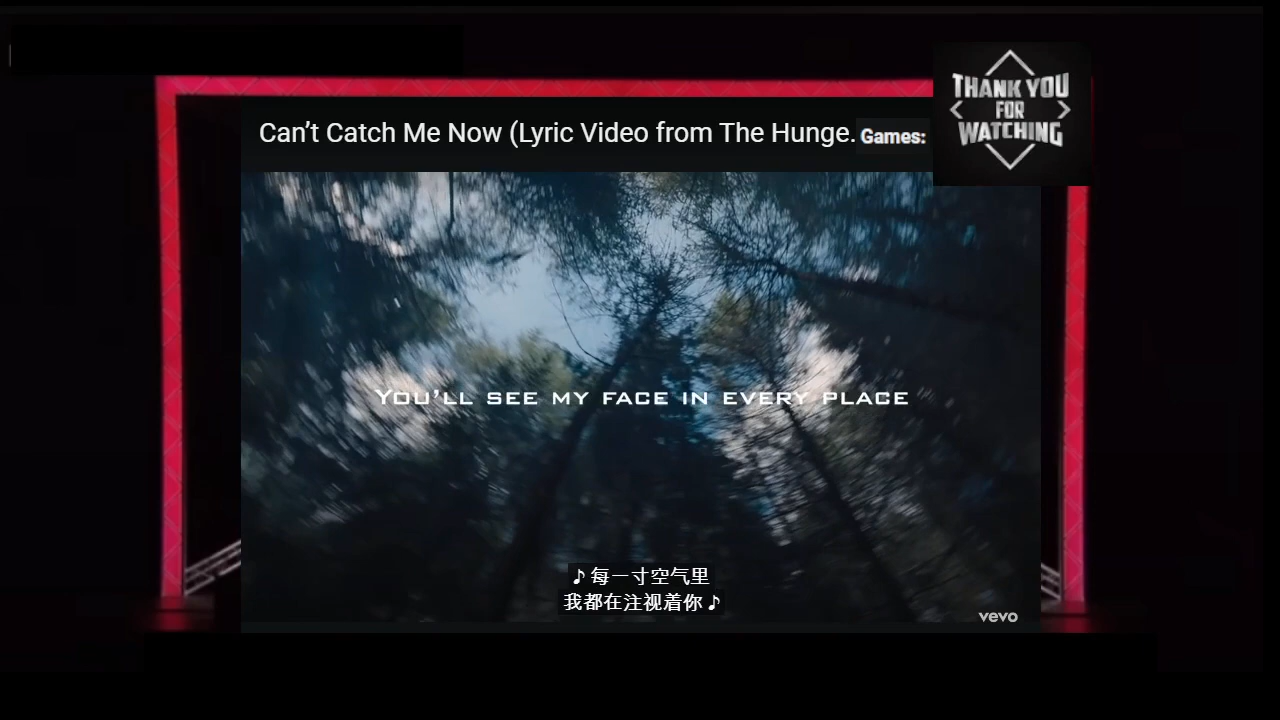 THANK YOU
FOR
WATCHING
Can’t Catch Me Now (Lyric Video from The Hunge. Games:
YOU’LL SEE MY FACE IN EVERY PLACE
♪ 每一寸空气里
我都在注视着你 ♪
vevo